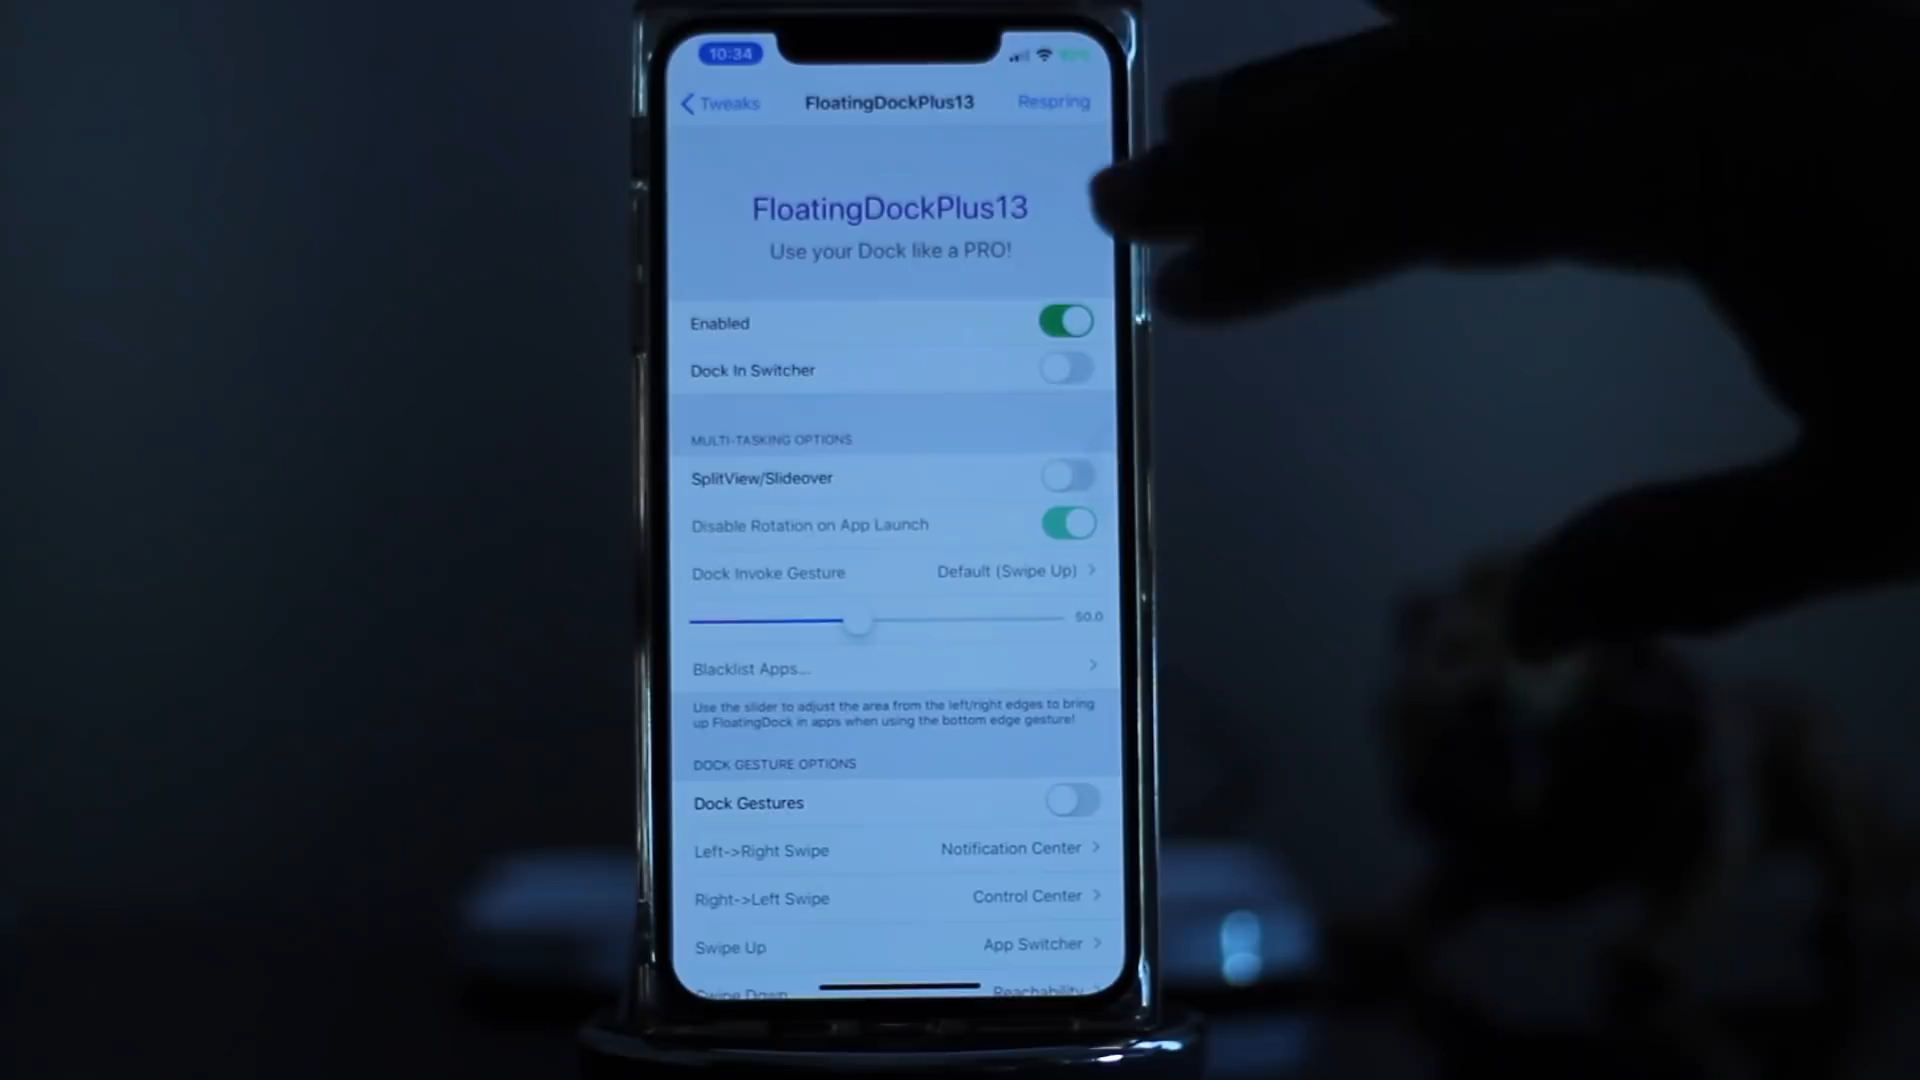 10:34
Tweaks FloatingDockPlus13 Respring
FloatingDockPlus13
Use your Dock like a PRO!
Enabled
Dock In Switcher
MULTI-TASKING OPTIONS
SplitView/Slideover
Disable Rotation on App Launch
Dock Invoke Gesture Default (Swipe Up)
50.0
Blacklist Apps...
Use the slider to adjust the area from the left/right edges to bring
up FloatingDock in apps when using the bottom edge gesture!
DOCK GESTURE OPTIONS
Dock Gestures
Left->Right Swipe Notification Center
Right->Left Swipe Control Center
Swipe Up App Switcher
Swipe Down Reachability